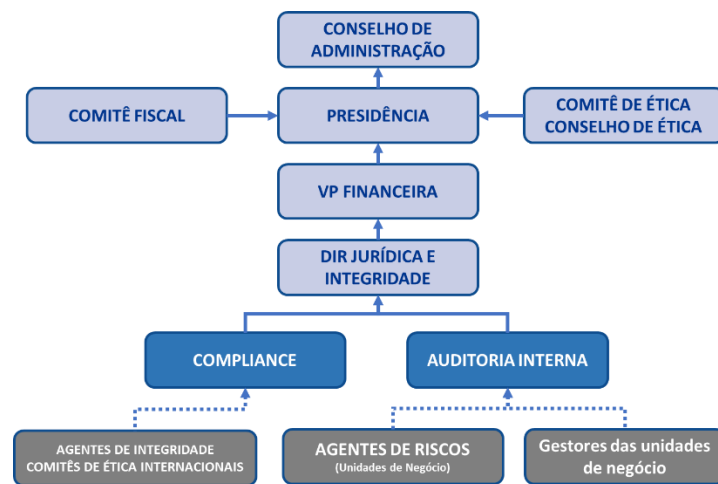 CONSELHO DE
ADMINISTRAÇÃO
COMITÊ FISCAL
PRESIDÊNCIA
COMITÊ DE ÉTICA
CONSELHO DE ÉTICA
VP FINANCEIRA
DIR JURÍDICA E
INTEGRIDADE
COMPLIANCE
AUDITORIA INTERNA
AGENTES DE INTEGRIDADE
COMITÊS DE ÉTICA INTERNACIONAIS
AGENTES DE RISCOS
(Unidades de Negócio)
Gestores das unidades
de negócio